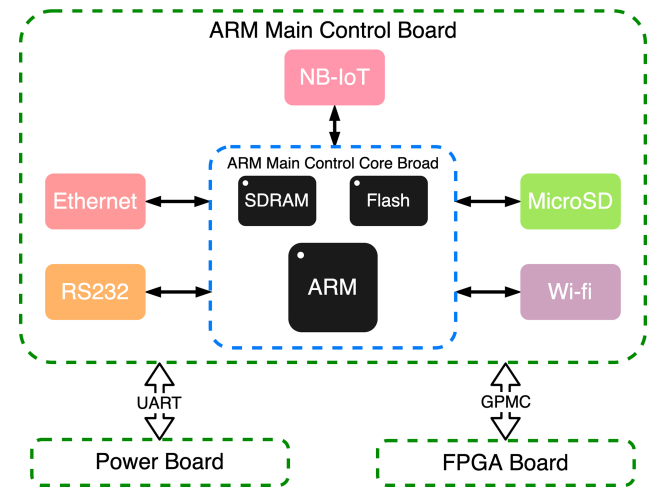 ARM Main Control Board
NB-IoT
ARM Main Control Core Broad
Ethernet
SDRAM
Flash
MicroSD
RS232
ARM
Wi-fi
UART
GPMC
Power Board
FPGA Board